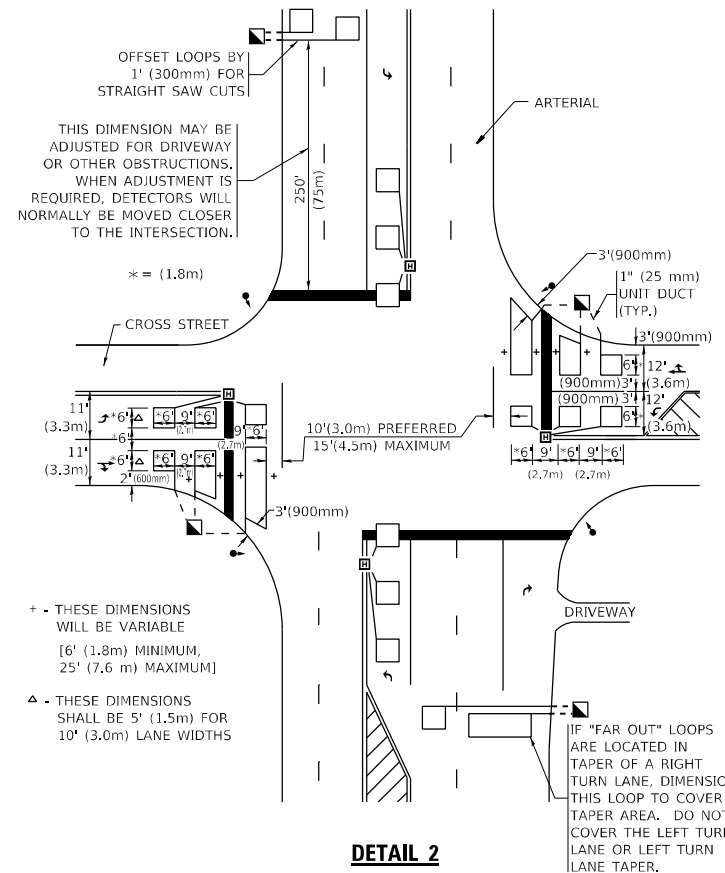 OFFSET LOOPS BY
1' (300mm) FOR
STRAIGHT SAW CUTS
ARTERIAL
THIS DIMENSION MAY BE
ADJUSTED FOR DRIVEWAY
OR OTHER OBSTRUCTIONS.
WHEN ADJUSTMENT IS
REQUIRED, DETECTORS WILL
NORMALLY BE MOVED CLOSER
TO THE INTERSECTION.
250'
(75m)
* = (1.8m)
H
3'(900mm)
1" (25 mm)
UNIT DUCT
(TYP.)
CROSS STREET
3'(900mm)
+ + + +
6'* 12'
(900mm) 3' (3.6m)
(900mm) 3' 12'
6'* (3.6m)
H
*6' 9' *6' 9' *6'
(2.7m) (2.7m)
H
11'
(3.3m)
*6' Δ *6' 9' *6'
(2.7m)
*6'
9' *6'
(2.7m)
10'(3.0m) PREFERRED
15'(4.5m) MAXIMUM
11'
(3.3m)
*6' Δ *6' 9' *6'
(2.7m)
2' (600mm) + + +
3'(900mm)
H
+ - THESE DIMENSIONS
WILL BE VARIABLE
[6' (1.8m) MINIMUM,
25' (7.6 m) MAXIMUM]
DRIVEWAY
Δ - THESE DIMENSIONS
SHALL BE 5' (1.5m) FOR
10' (3.0m) LANE WIDTHS
IF "FAR OUT" LOOPS
ARE LOCATED IN
TAPER OF A RIGHT
TURN LANE, DIMENSIO
THIS LOOP TO COVER
TAPER AREA. DO NO
COVER THE LEFT TUR
LANE OR LEFT TURN
LANE TAPER.
DETAIL 2